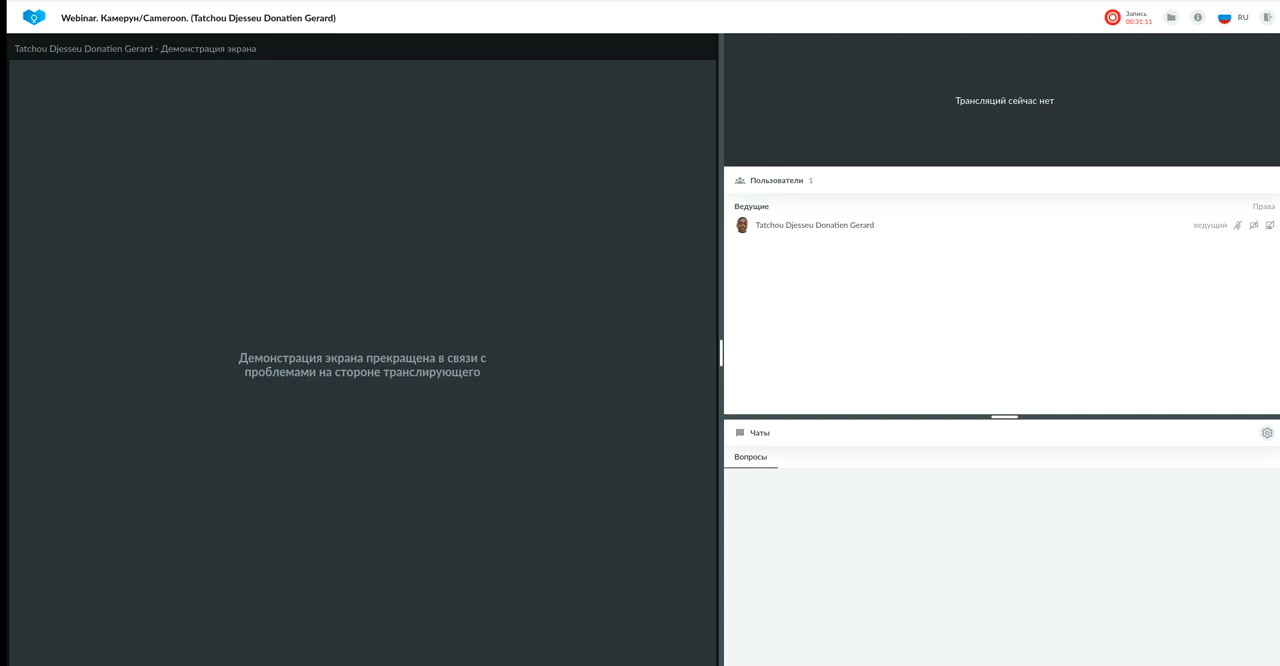 Webinar. Камерун/Cameroon. (Tatchou Djesseu Donatien Gerard)
Запись
00:31:11
RU
Tatchou Djesseu Donatien Gerard - Демонстрация экрана
Трансляций сейчас нет
Пользователи 1
Ведущие Права
Tatchou Djesseu Donatien Gerard ведущий
Демонстрация экрана прекращена в связи с
проблемами на стороне транслирующего
Чаты
Вопросы